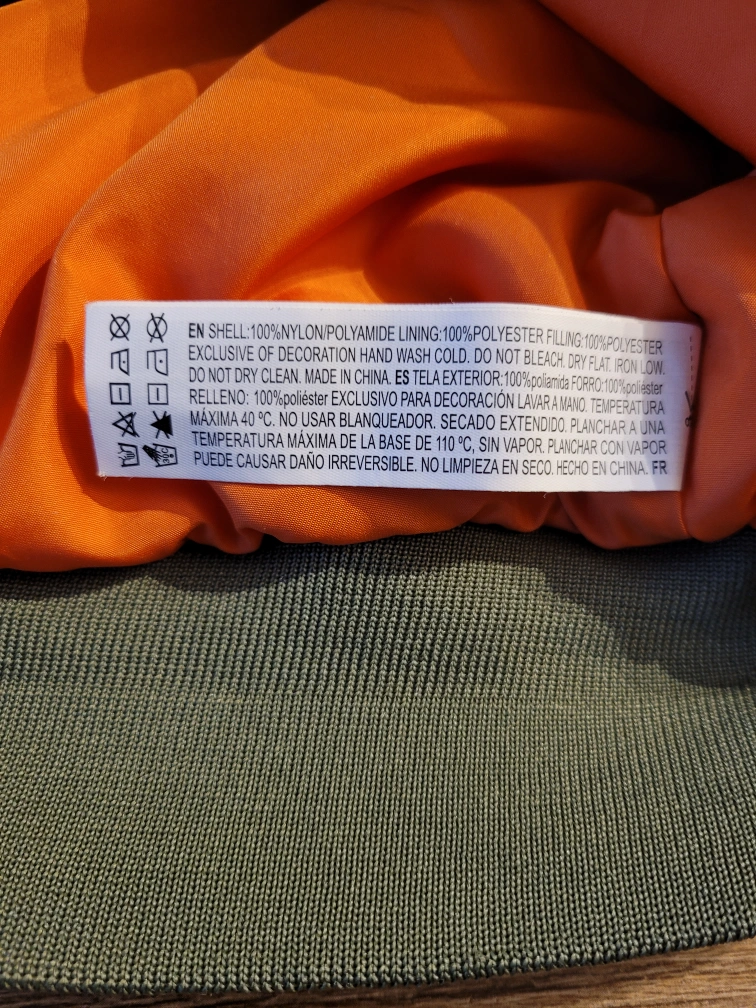 EN SHELL:100%NYLON/POLYAMIDE LINING:100%POLYESTER FILLING:100%POLYESTER
EXCLUSIVE OF DECORATION HAND WASH COLD. DO NOT BLEACH. DRY FLAT. IRON LOW.
DO NOT DRY CLEAN. MADE IN CHINA. ES TELA EXTERIOR:100%poliamida FORRO:100%poliéster
RELLENO: 100%poliéster EXCLUSIVO PARA DECORACIÓN LAVAR A MANO. TEMPERATURA
MÁXIMA 40 ºC. NO USAR BLANQUEADOR. SECADO EXTENDIDO. PLANCHAR A UNA
TEMPERATURA MÁXIMA DE LA BASE DE 110 ºC, SIN VAPOR. PLANCHAR CON VAPOR
PUEDE CAUSAR DAÑO IRREVERSIBLE. NO LIMPIEZA EN SECO. HECHO EN CHINA. FR